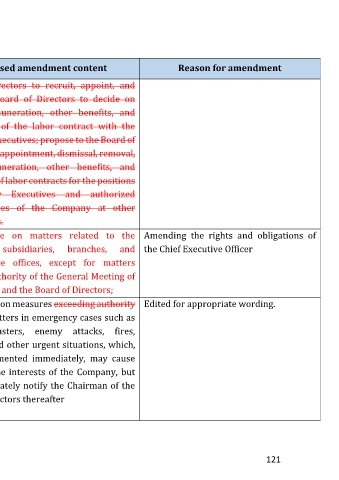 sed amendment content
Reason for amendment
rectors to recruit, appoint, and
oard of Directors to decide on
uneration, other benefits, and
of the labor contract with the
xecutives; propose to the Board of
appointment, dismissal, removal,
neration, other benefits, and
f labor contracts for the positions
y Executives and authorized
es of the Company at other
s.
e on matters related to the
subsidiaries, branches, and
ve offices, except for matters
thority of the General Meeting of
and the Board of Directors;
Amending the rights and obligations of
the Chief Executive Officer
on measures exceeding authority
tters in emergency cases such as
asters, enemy attacks, fires,
d other urgent situations, which,
mented immediately, may cause
he interests of the Company, but
ately notify the Chairman of the
ctors thereafter
Edited for appropriate wording.
121